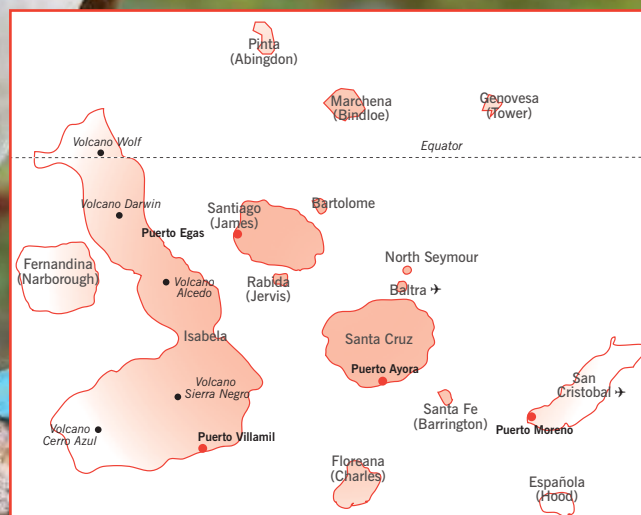 Pinta
(Abingdon)
Marchena
(Bindloe)
Genovesa
(Tower)
Volcano Wolf
Equator
Volcano Darwin
Santiago
(James)
Bartolome
Puerto Egas
Fernandina
(Narborough)
Volcano
Alcedo
Rabida
(Jervis)
North Seymour
Baltra
Isabela
Santa Cruz
Puerto Ayora
Volcano
Sierra Negro
San
Cristobal
Santa Fe
(Barrington)
Puerto Moreno
Volcano
Cerro Azul
Puerto Villamil
Floreana
(Charles)
Española
(Hood)